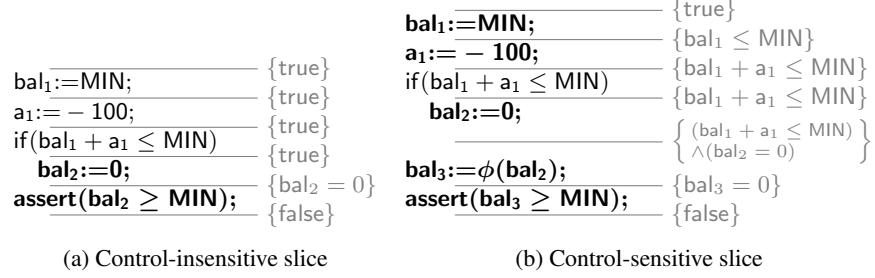 {true}
bal₁:=MIN;
{true}
a₁:= − 100;
{true}
if(bal₁ + a₁ ≤ MIN)
{true}
bal₂:=0;
{bal₂ = 0}
assert(bal₂ ≥ MIN);
{false}
(a) Control-insensitive slice
{true}
bal₁:=MIN;
{bal₁ ≤ MIN}
a₁:= − 100;
{bal₁ + a₁ ≤ MIN}
if(bal₁ + a₁ ≤ MIN)
{bal₁ + a₁ ≤ MIN}
bal₂:=0;
{ (bal₁ + a₁ ≤ MIN)
∧(bal₂ = 0) }
bal₃:=ϕ(bal₂);
{bal₃ = 0}
assert(bal₃ ≥ MIN);
{false}
(b) Control-sensitive slice